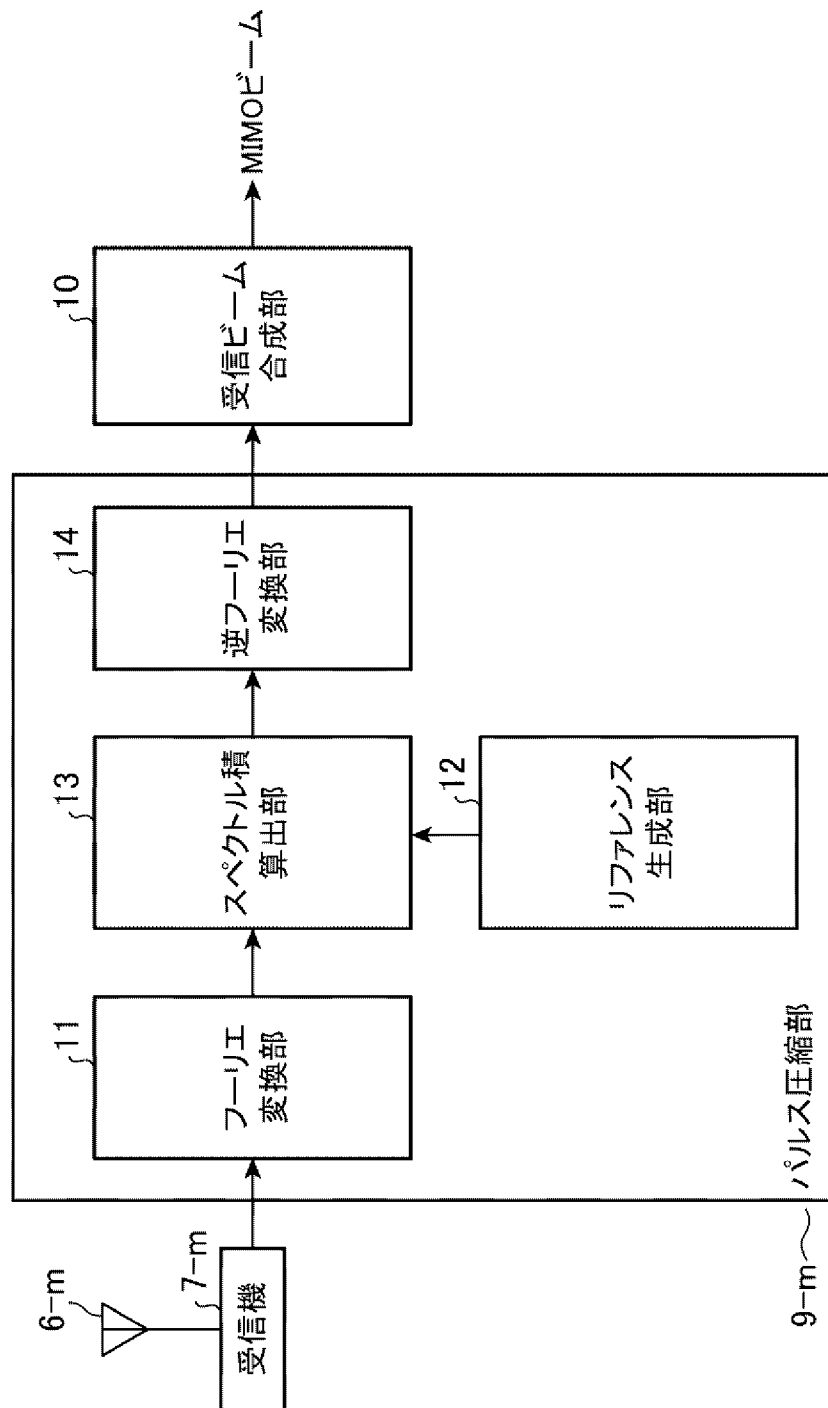 6-m
7-m
受信機
11
フーリエ
変換部
13
スペクトル積
算出部
14
逆フーリエ
変換部
10
受信ビーム
合成部
MIMOビーム
12
リファレンス
生成部
9-m
パルス圧縮部